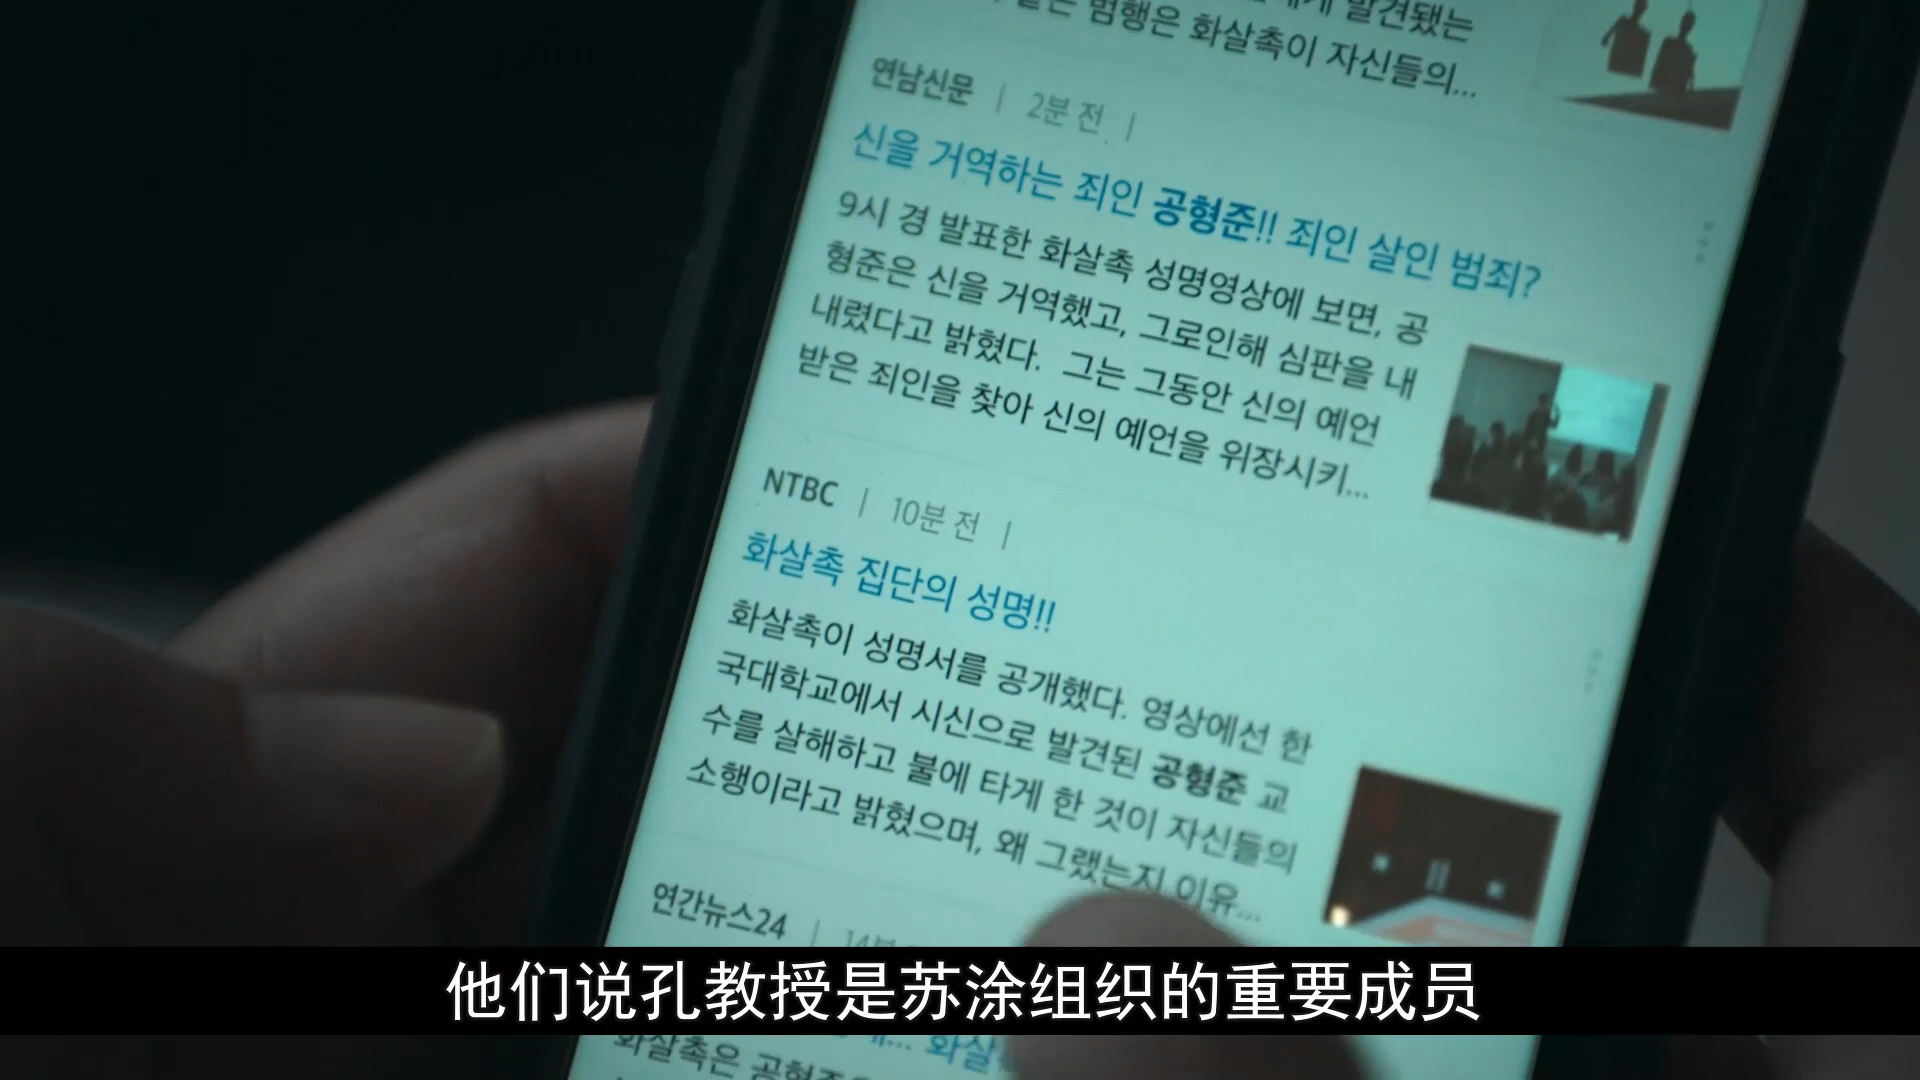 발견됐는
범행은 화살촉이 자신들의...
연남신문 | 2분 전 |
신을 거역하는 죄인 공형준!! 죄인 살인 범죄?
9시 경 발표한 화살촉 성명영상에 보면, 공
형준은 신을 거역했고, 그로인해 심판을 내
내렸다고 밝혔다. 그는 그동안 신의 예언
받은 죄인을 찾아 신의 예언을 위장시키...
NTBC | 10분 전 |
화살촉 집단의 성명!!
화살촉이 성명서를 공개했다. 영상에선 한
국대학교에서 시신으로 발견된 공형준 교
수를 살해하고 불에 타게 한 것이 자신들의
소행이라고 밝혔으며, 왜 그랬는지 이유...
연간뉴스24 |
他们说孔教授是苏涂组织的重要成员
화살촉은